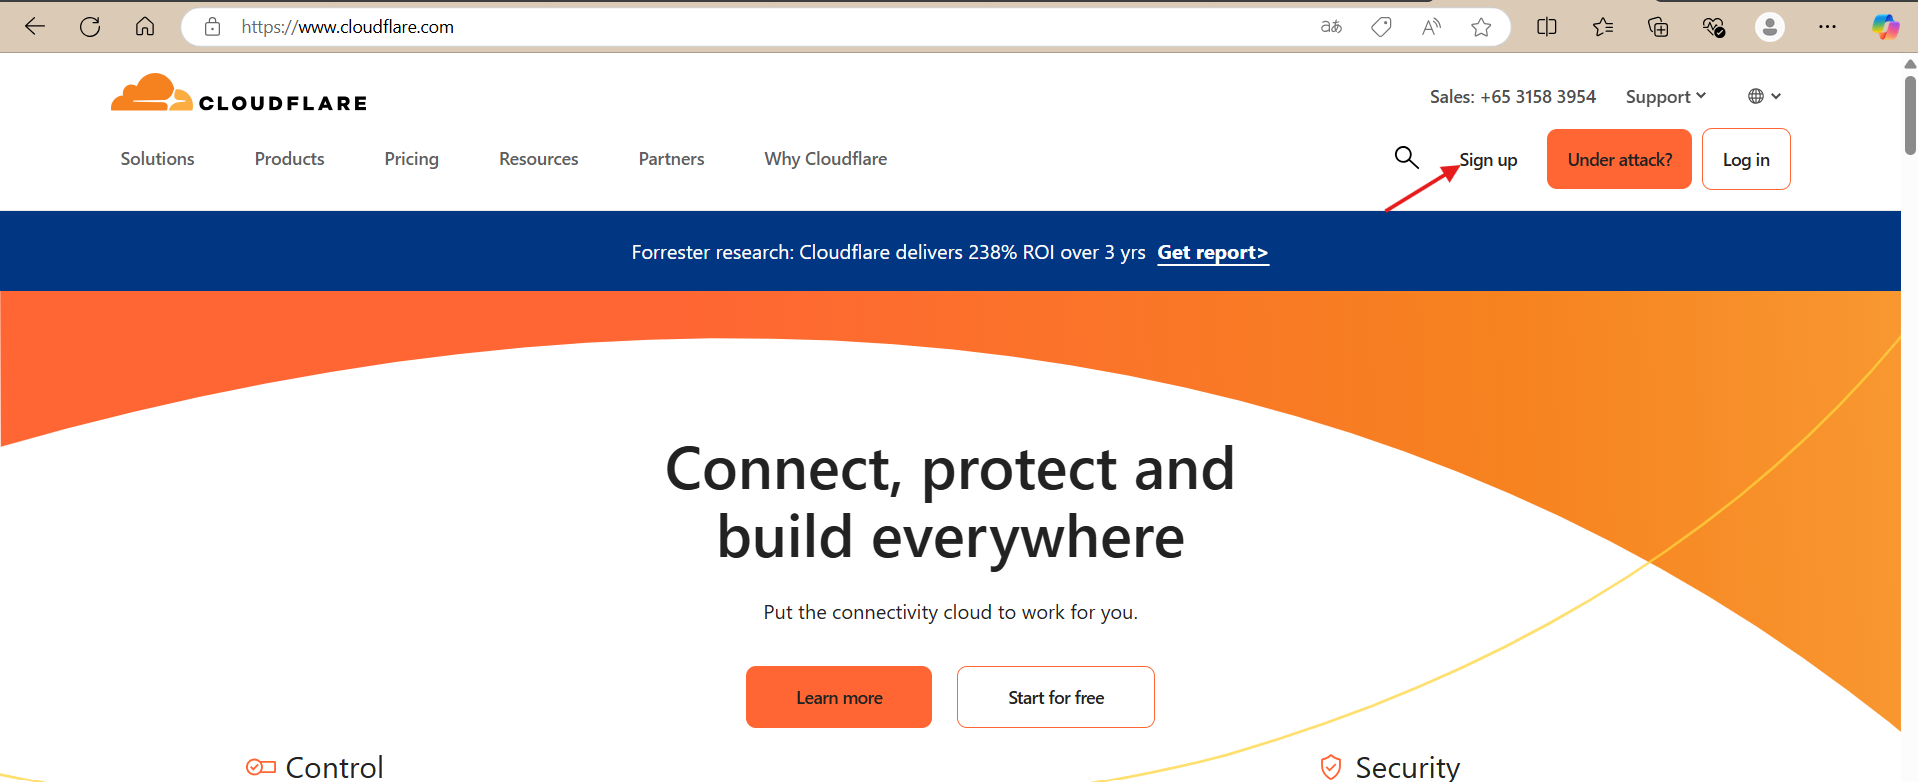 https://www.cloudflare.com
CLOUDFLARE
Sales: +65 3158 3954
Support
Solutions
Products
Pricing
Resources
Partners
Why Cloudflare
Sign up
Under attack?
Log in
Forrester research: Cloudflare delivers 238% ROI over 3 yrs Get report>
Connect, protect and
build everywhere
Put the connectivity cloud to work for you.
Learn more
Start for free
Control
Security